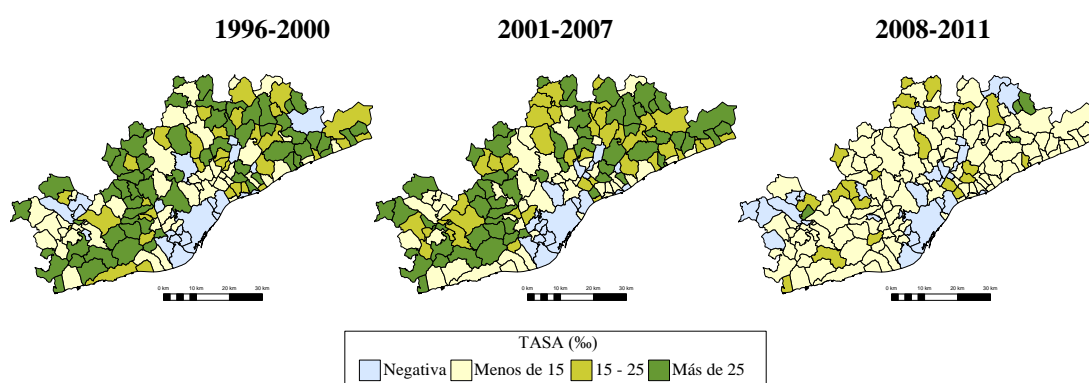 1996-2000 2001-2007 2008-2011
0 km 10 km 20 km 30 km 0 km 10 km 20 km 30 km 0 km 10 km 20 km 30 km
TASA (‰)
Negativa Menos de 15 15 - 25 Más de 25